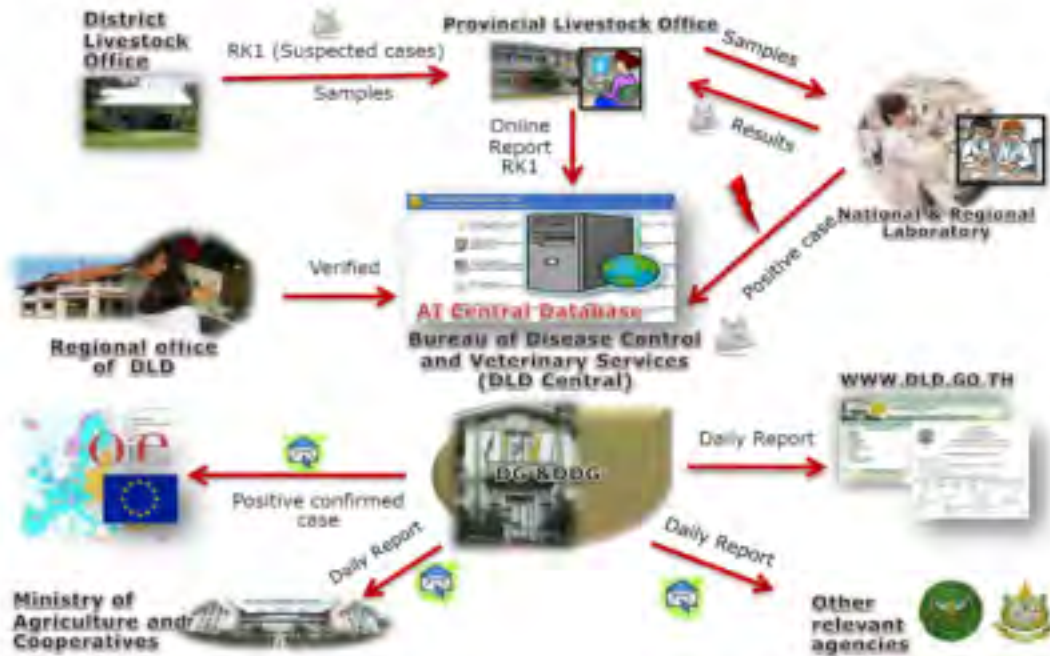 District
Livestock
Office
RK1 (Suspected cases)
Samples
Provincial Livestock Office
Samples
Results
Online
Report
RK1
National & Regional
Laboratory
Positive case
Verified
AI Central Database
Regional office
of DLD
Bureau of Disease Control
and Veterinary Services
(DLD Central)
WWW.DLD.GO.TH
Oie
DG &DDG
Daily Report
Positive confirmed
case
Daily Report
Daily Report
Ministry of
Agriculture and
Cooperatives
Other
relevant
agencies